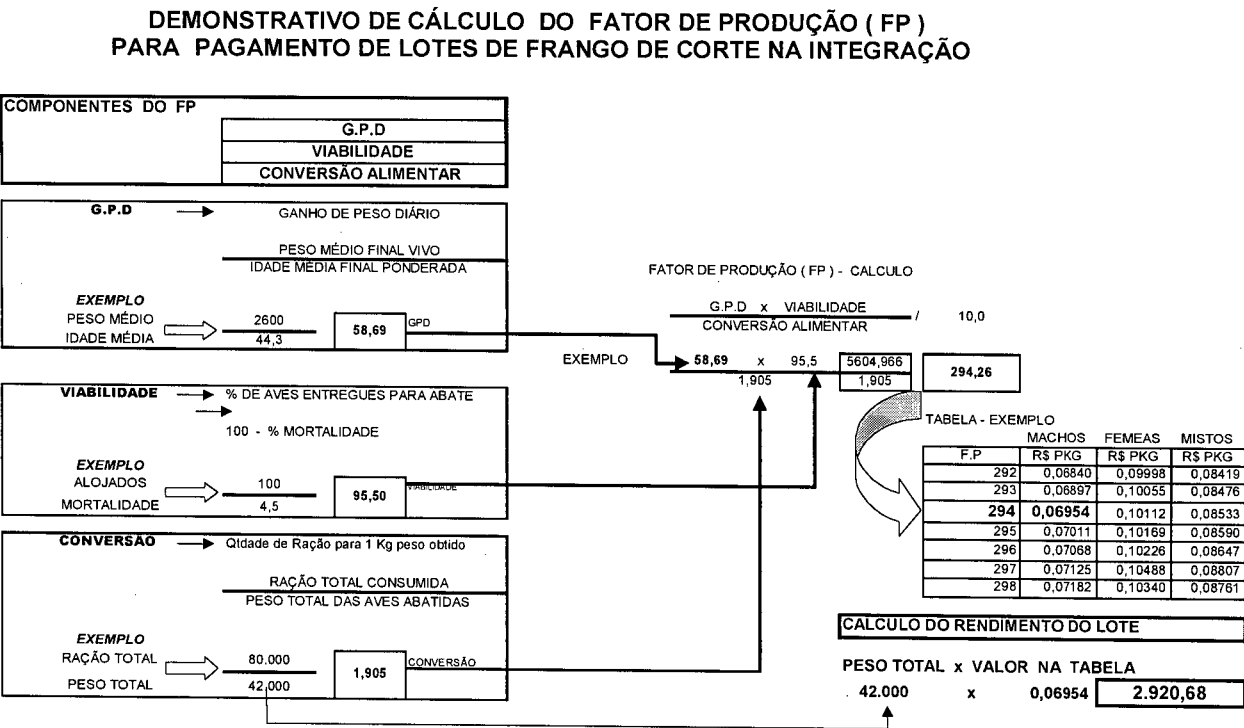 DEMONSTRATIVO DE CÁLCULO DO FATOR DE PRODUÇÃO ( FP )
PARA PAGAMENTO DE LOTES DE FRANGO DE CORTE NA INTEGRAÇÃO
COMPONENTES DO FP
G.P.D
VIABILIDADE
CONVERSÃO ALIMENTAR
G.P.D GANHO DE PESO DIÁRIO
PESO MÉDIO FINAL VIVO
IDADE MÉDIA FINAL PONDERADA
EXEMPLO
PESO MÉDIO 2600
IDADE MÉDIA 44,3
58,69 GPD
VIABILIDADE % DE AVES ENTREGUES PARA ABATE
100 - % MORTALIDADE
EXEMPLO
ALOJADOS 100
MORTALIDADE 4,5
95,50 VIABILIDADE
CONVERSÃO Qtdade de Ração para 1 Kg peso obtido
RAÇÃO TOTAL CONSUMIDA
PESO TOTAL DAS AVES ABATIDAS
EXEMPLO
RAÇÃO TOTAL 80.000
PESO TOTAL 42.000
1,905 CONVERSÃO
FATOR DE PRODUÇÃO ( FP ) - CALCULO
G.P.D x VIABILIDADE / 10,0
CONVERSÃO ALIMENTAR
EXEMPLO 58,69 x 95,5 5604,966 294,26
1,905 1,905
TABELA - EXEMPLO
MACHOS FEMEAS MISTOS
F.P R$ PKG R$ PKG R$ PKG
292 0,06840 0,09998 0,08419
293 0,06897 0,10055 0,08476
294 0,06954 0,10112 0,08533
295 0,07011 0,10169 0,08590
296 0,07068 0,10226 0,08647
297 0,07125 0,10488 0,08807
298 0,07182 0,10340 0,08761
CALCULO DO RENDIMENTO DO LOTE
PESO TOTAL x VALOR NA TABELA
42.000 x 0,06954 2.920,68